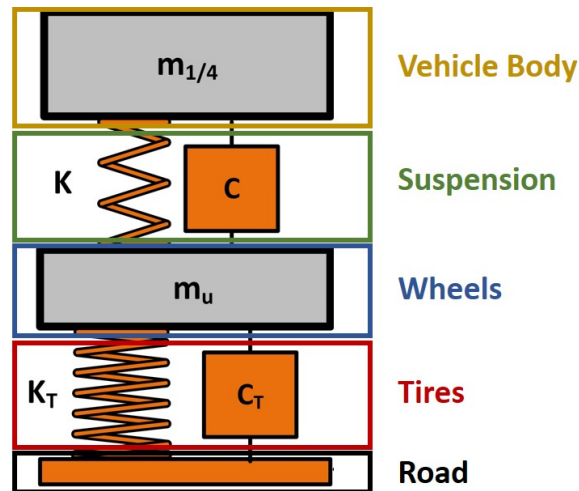 m1/4
Vehicle Body
K
C
Suspension
mu
Wheels
KT
CT
Tires
Road